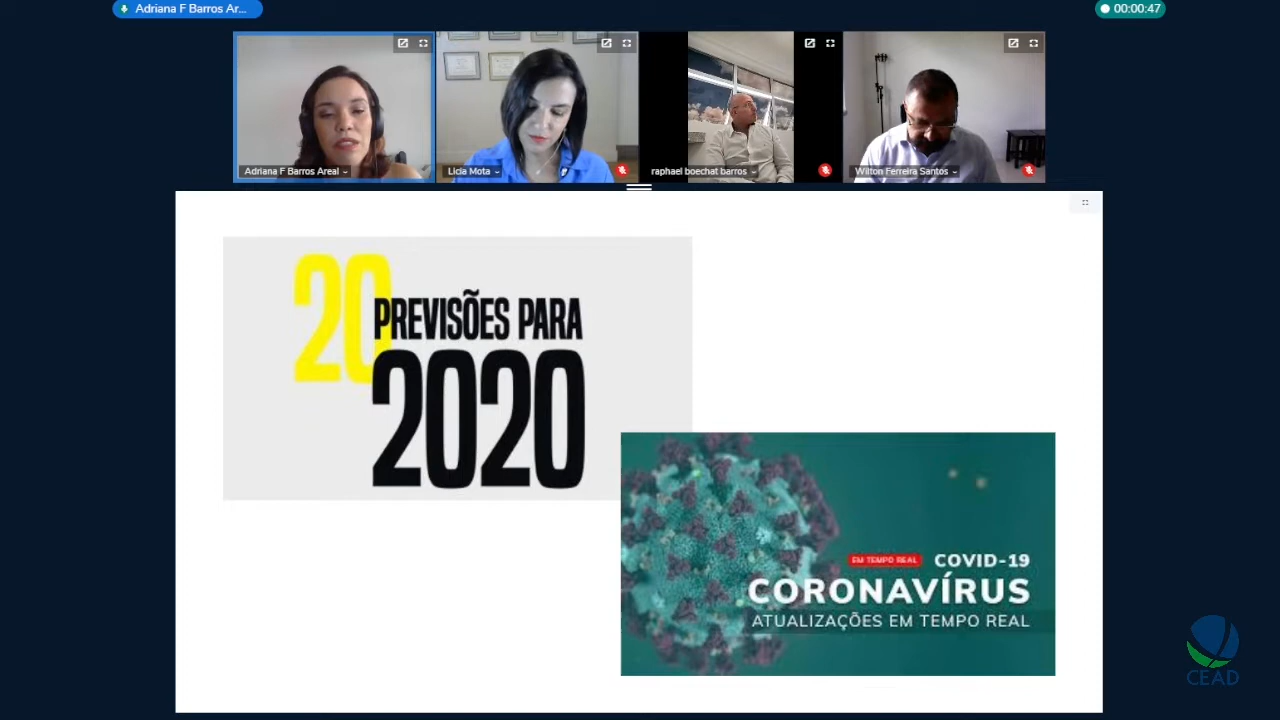 Adriana F Barros Ar...
00:00:47
Adriana F Barros Areal
Licia Mota
raphael boechat barros
Wilton Ferreira Santos
20
PREVISÕES PARA
2020
EM TEMPO REAL COVID-19
CORONAVÍRUS
ATUALIZAÇÕES EM TEMPO REAL
CEAD